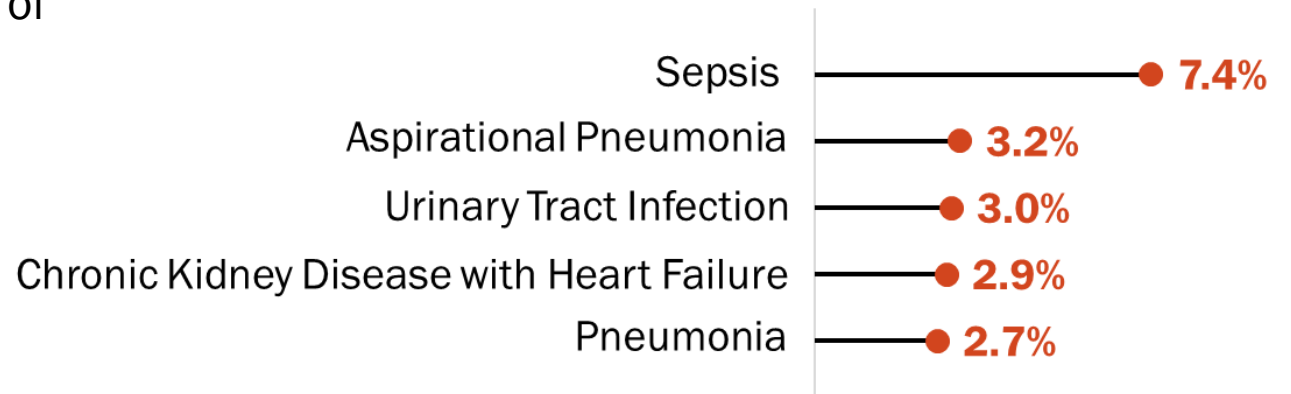 of
Sepsis 7.4%
Aspirational Pneumonia 3.2%
Urinary Tract Infection 3.0%
Chronic Kidney Disease with Heart Failure 2.9%
Pneumonia 2.7%